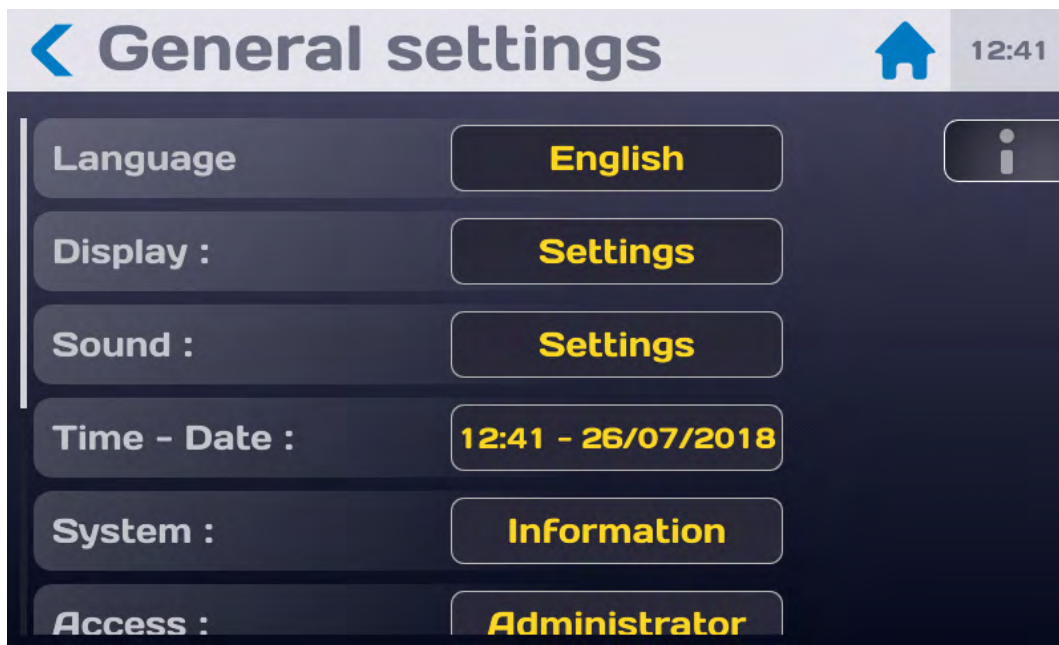 General settings
12:41
Language
English
Display :
Settings
Sound :
Settings
Time - Date :
12:41 - 26/07/2018
System :
Information
Access :
Administrator